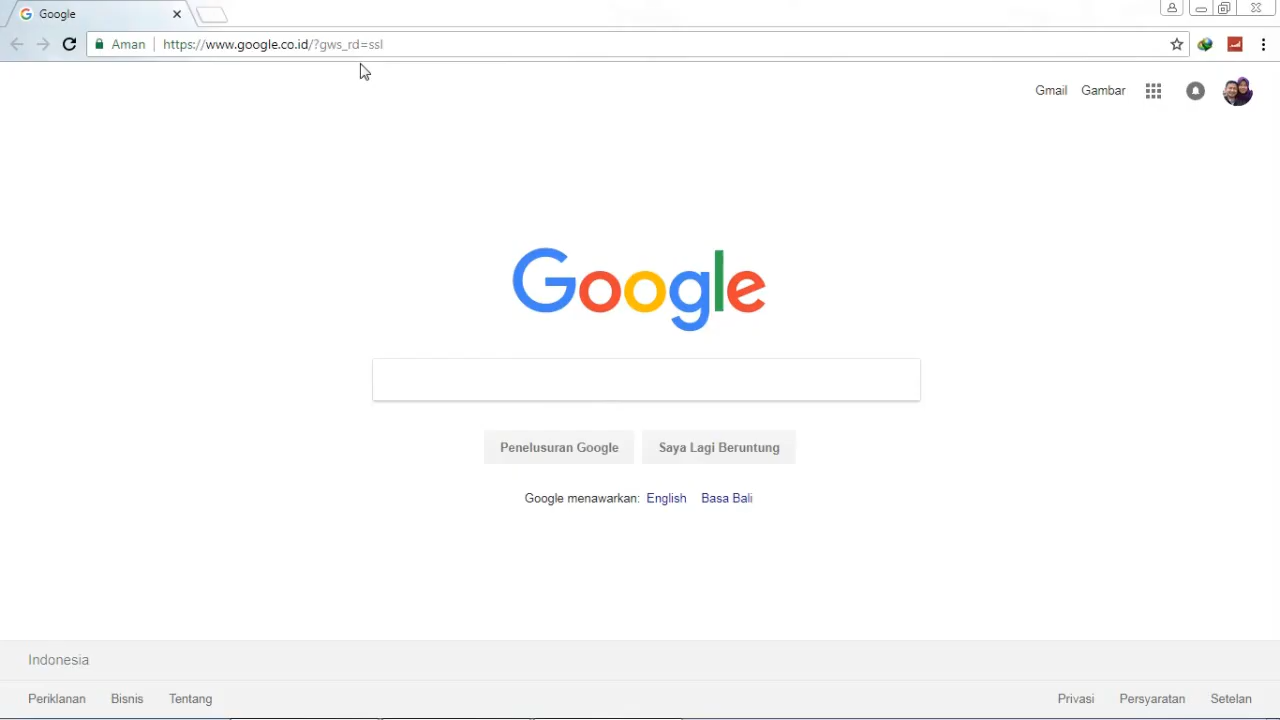 Google
Aman https://www.google.co.id/?gws_rd=ssl
Gmail Gambar
Google
Penelusuran Google Saya Lagi Beruntung
Google menawarkan: English Basa Bali
Indonesia
Periklanan Bisnis Tentang Privasi Persyaratan Setelan